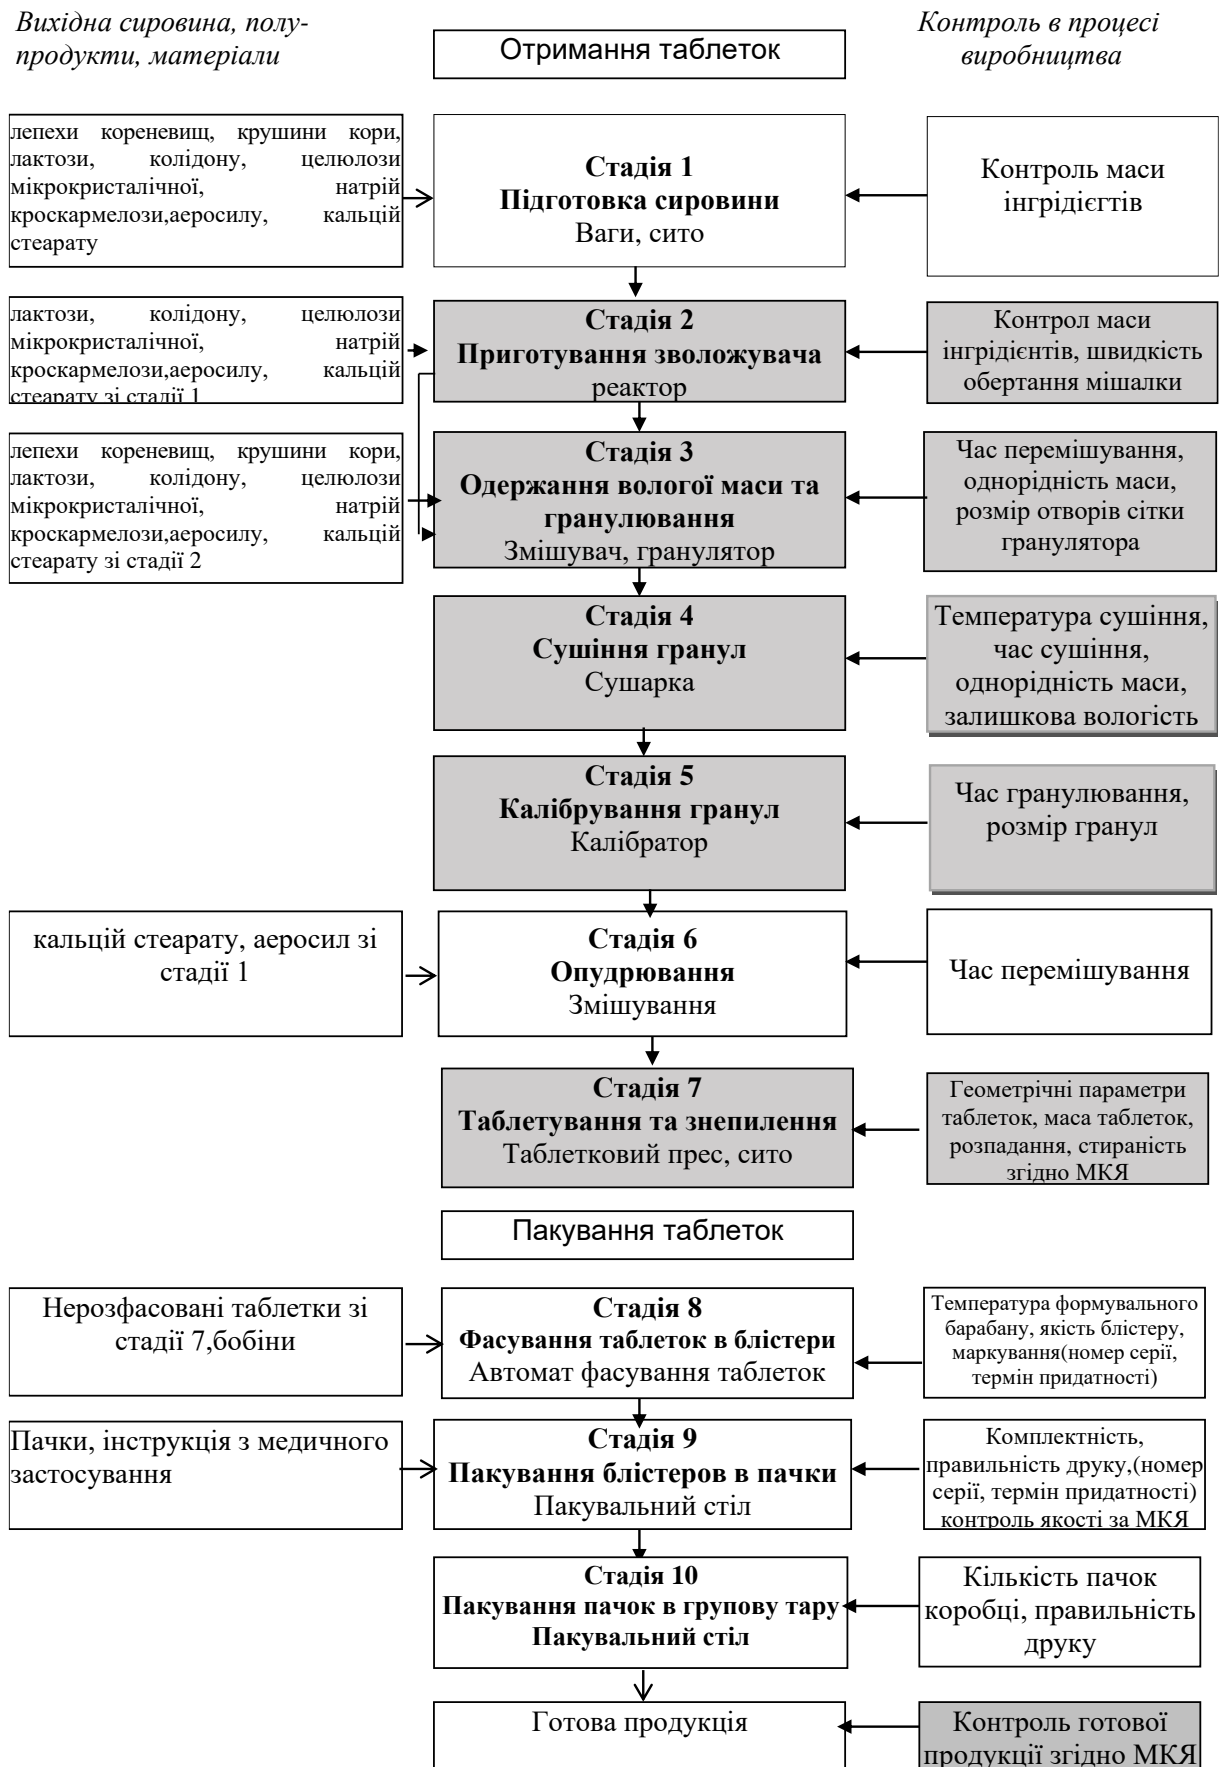 Вихідна сировина, полу-
продукти, матеріали
Отримання таблеток
Контроль в процесі
виробництва
лепехи кореневищ, крушини кори,
лактози, колідону, целюлози
мікрокристалічної, натрій
кроскармелози,аеросилу, кальцій
стеарату
Стадія 1
Підготовка сировини
Ваги, сито
Контроль маси
інгрідієгтів
лактози, колідону, целюлози
мікрокристалічної, натрій
кроскармелози,аеросилу, кальцій
стеарату зі стадії 1
Стадія 2
Приготування зволожувача
реактор
Контрол маси
інгрідієнтів, швидкість
обертання мішалки
лепехи кореневищ, крушини кори,
лактози, колідону, целюлози
мікрокристалічної, натрій
кроскармелози,аеросилу, кальцій
стеарату зі стадії 2
Стадія 3
Одержання вологої маси та
гранулювання
Змішувач, гранулятор
Час перемішування,
однорідність маси,
розмір отворів сітки
гранулятора
Стадія 4
Сушіння гранул
Сушарка
Температура сушіння,
час сушіння,
однорідність маси,
залишкова вологість
Стадія 5
Калібрування гранул
Калібратор
Час гранулювання,
розмір гранул
кальцій стеарату, аеросил зі
стадії 1
Стадія 6
Опудрювання
Змішування
Час перемішування
Стадія 7
Таблетування та знепилення
Таблетковий прес, сито
Геометрічні параметри
таблеток, маса таблеток,
розпадання, стираність
згідно МКЯ
Пакування таблеток
Нерозфасовані таблетки зі
стадії 7,бобіни
Стадія 8
Фасування таблеток в блістери
Автомат фасування таблеток
Температура формувального
барабану, якість блістеру,
маркування(номер серії,
термін придатності)
Пачки, інструкція з медичного
застосування
Стадія 9
Пакування блістеров в пачки
Пакувальний стіл
Комплектність,
правильність друку,(номер
серії, термін придатності)
контроль якості за МКЯ
Стадія 10
Пакування пачок в групову тару
Пакувальний стіл
Кількість пачок
коробці, правильність
друку
Готова продукція
Контроль готової
продукції згідно МКЯ